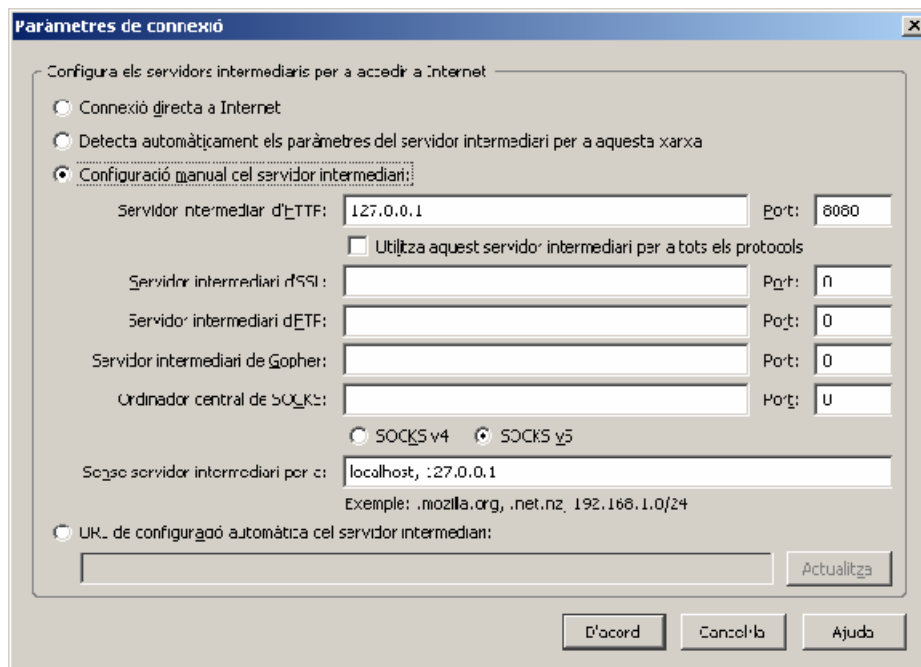 Paràmetres de connexió
Configura els servidors intermediaris per a accedir a Internet
Connexió directa a Internet
Detecta automàticament els paràmetres del servidor intermediari per a aquesta xarxa
Configuració manual del servidor intermediari:
Servidor intermediari d'HTTP: 127.0.0.1 Port: 8080
Utilitza aquest servidor intermediari per a tots els protocols
Servidor intermediari d'SSL: Port: 0
Servidor intermediari d'FTP: Port: 0
Servidor intermediari de Gopher: Port: 0
Ordinador central de SOCKS: Port: 0
SOCKS v4 SOCKS v5
Sense servidor intermediari per a: localhost, 127.0.0.1
Exemple: .mozilla.org, .net.nz, 192.168.1.0/24
URL de configuració automàtica del servidor intermediari:
Actualitza
D'acord Cancel·la Ajuda